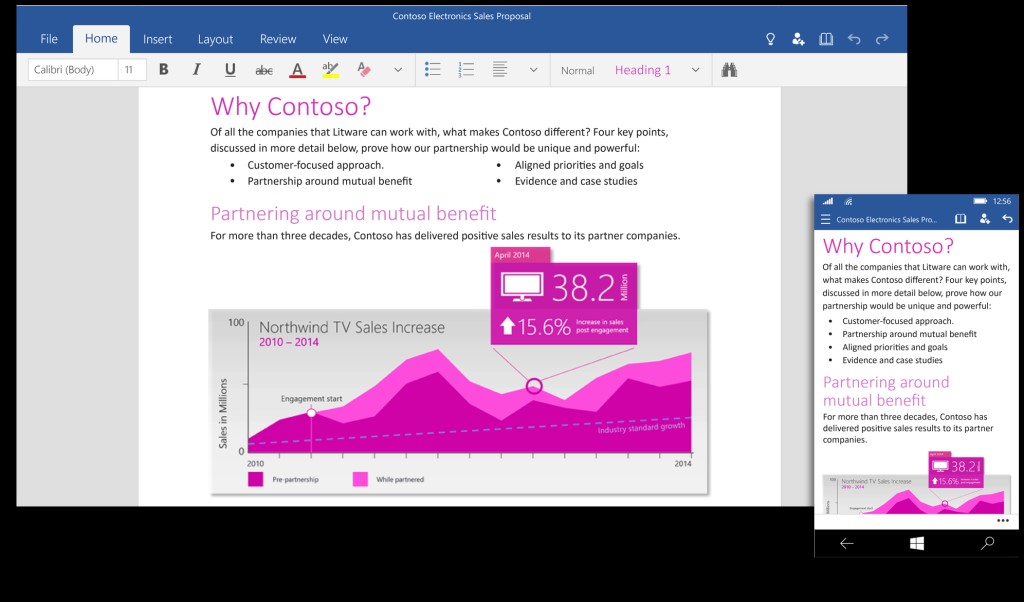 Contoso Electronics Sales Proposal
File Home Insert Layout Review View
Calibri (Body) 11 B I U abc A aby A Normal Heading 1
Why Contoso?
Of all the companies that Litware can work with, what makes Contoso different? Four key points,
discussed in more detail below, prove how our partnership would be unique and powerful:
• Customer-focused approach.
• Partnership around mutual benefit
• Aligned priorities and goals
• Evidence and case studies
Partnering around mutual benefit
For more than three decades, Contoso has delivered positive sales results to its partner companies.
April 2014
38.2 Million
15.6% Increase in sales
post engagement
100
Northwind TV Sales Increase
2010 – 2014
Sales in Millions
Engagement start
Industry standard growth
0
2010 2014
Pre-partnership While partnered
12:56
Contoso Electronics Sales Pro...
Why Contoso?
Of all the companies that Litware can work with,
what makes Contoso different? Four key points,
discussed in more detail below, prove how our
partnership would be unique and powerful:
• Customer-focused approach.
• Partnership around mutual benefit
• Aligned priorities and goals
• Evidence and case studies
Partnering around
mutual benefit
For more than three decades, Contoso has
delivered positive sales results to its partner
companies.
April 2014
38.2
15.6%
100
Northwind TV Sales Increase
2010 – 2014
Engagement start